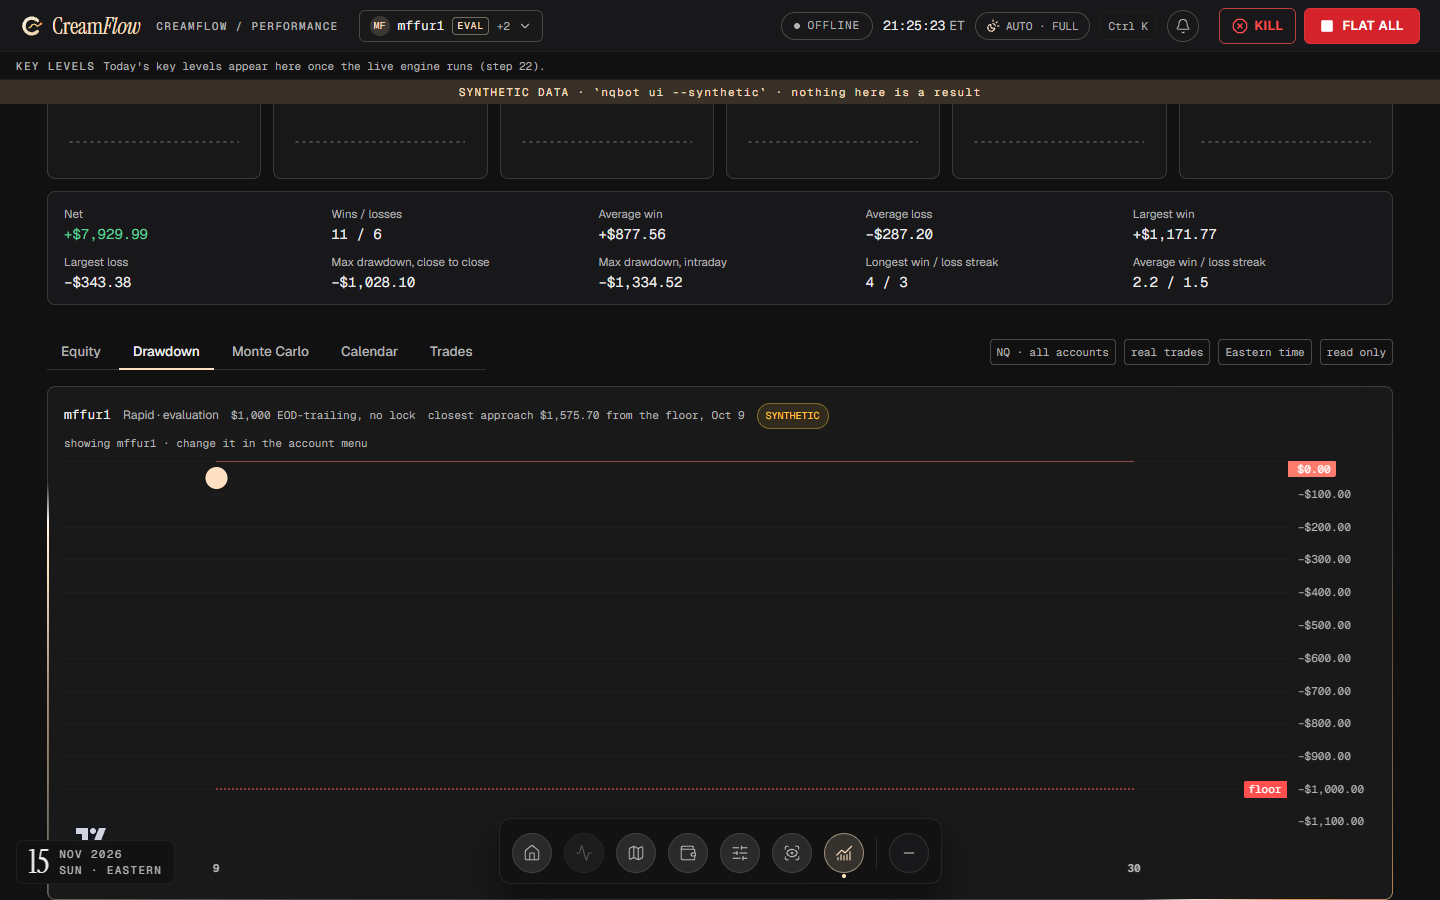 CreamFlow CREAMFLOW / PERFORMANCE MF mffur1 EVAL +2 OFFLINE 21:25:23 ET AUTO · FULL Ctrl K KILL FLAT ALL
KEY LEVELS Today's key levels appear here once the live engine runs (step 22).
SYNTHETIC DATA · `nqbot ui --synthetic` · nothing here is a result
Net Wins / losses Average win Average loss Largest win
+$7,929.99 11 / 6 +$877.56 −$287.20 +$1,171.77
Largest loss Max drawdown, close to close Max drawdown, intraday Longest win / loss streak Average win / loss streak
−$343.38 −$1,028.10 −$1,334.52 4 / 3 2.2 / 1.5
Equity Drawdown Monte Carlo Calendar Trades NQ · all accounts real trades Eastern time read only
mffur1 Rapid · evaluation $1,000 EOD-trailing, no lock closest approach $1,575.70 from the floor, Oct 9 SYNTHETIC
showing mffur1 · change it in the account menu
$0.00
−$100.00
−$200.00
−$300.00
−$400.00
−$500.00
−$600.00
−$700.00
−$800.00
−$900.00
floor −$1,000.00
−$1,100.00
15 NOV 2026
SUN · EASTERN
9 30